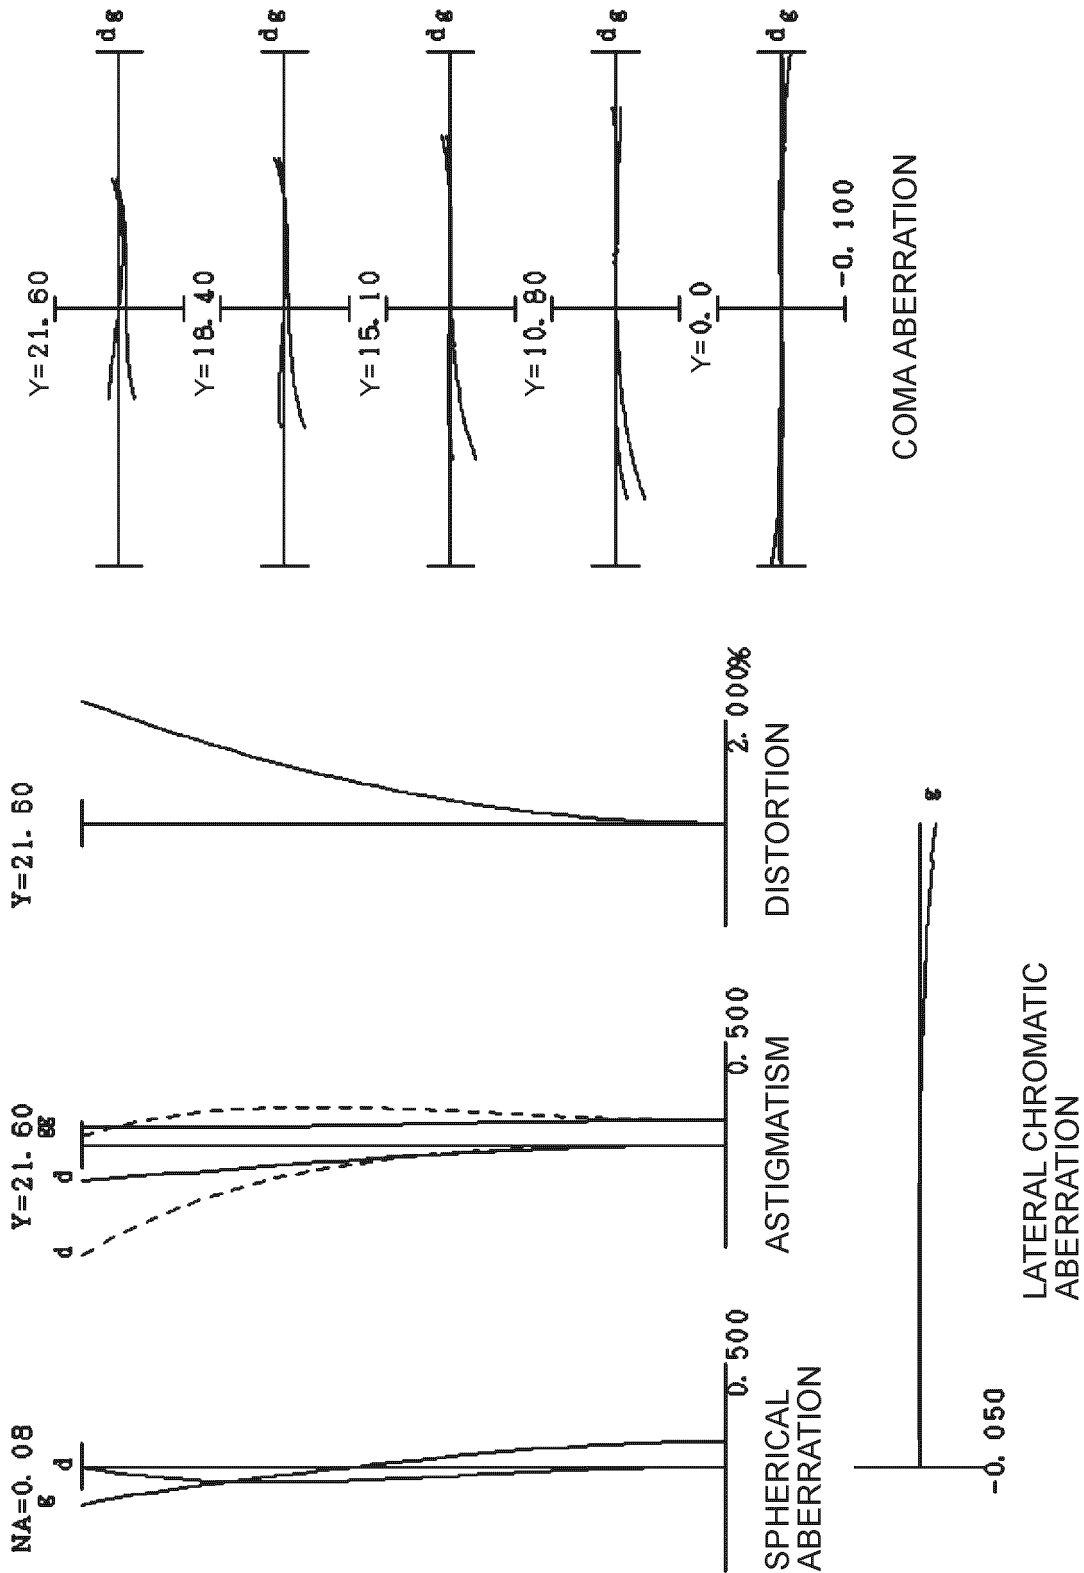 NA=0. 08
g
d
0. 500
SPHERICAL
ABERRATION
Y=21. 60
d
d
gg
0. 500
ASTIGMATISM
Y=21. 60
2. 000%
DISTORTION
Y=21. 60
d g
Y=18. 40
d g
Y=15. 10
d g
Y=10. 80
d g
Y=0. 0
d g
-0. 100
COMA ABERRATION
g
-0. 050
LATERAL CHROMATIC
ABERRATION